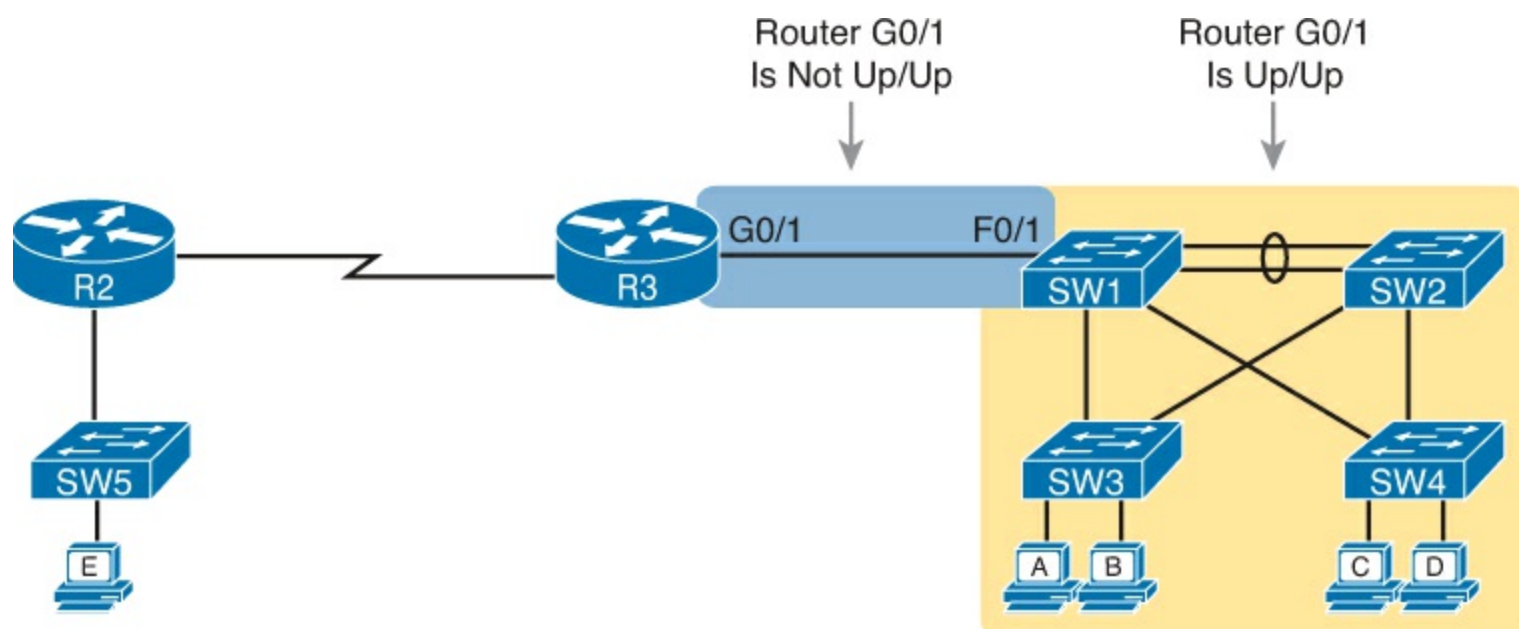 Router G0/1
Is Not Up/Up
Router G0/1
Is Up/Up
G0/1
F0/1
R2
R3
SW1
SW2
SW5
SW3
SW4
E
A
B
C
D